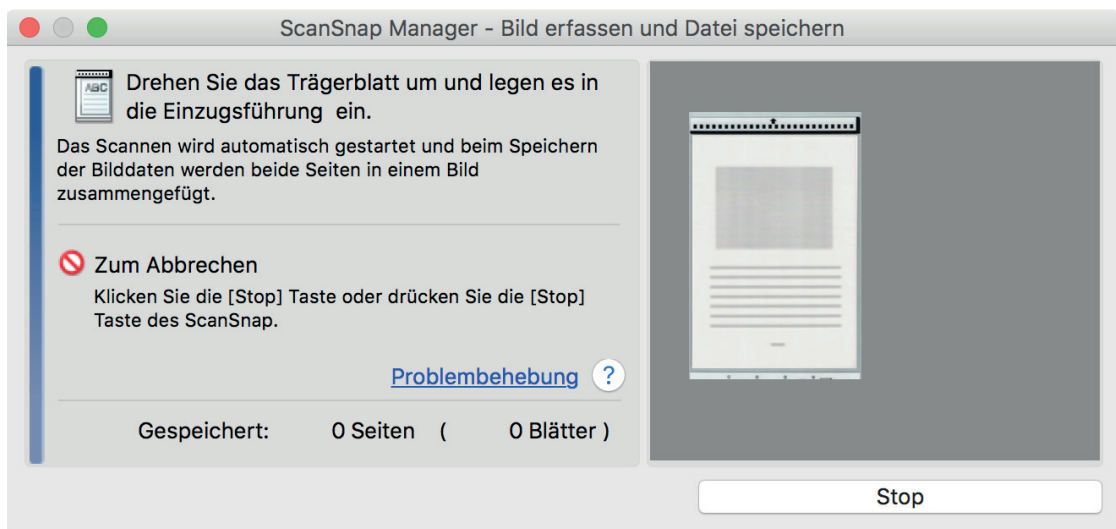 ScanSnap Manager - Bild erfassen und Datei speichern
ABC
Drehen Sie das Trägerblatt um und legen es in
die Einzugsführung ein.
Das Scannen wird automatisch gestartet und beim Speichern
der Bilddaten werden beide Seiten in einem Bild
zusammengefügt.
Zum Abbrechen
Klicken Sie die [Stop] Taste oder drücken Sie die [Stop]
Taste des ScanSnap.
Problembehebung ?
Gespeichert: 0 Seiten ( 0 Blätter )
Stop